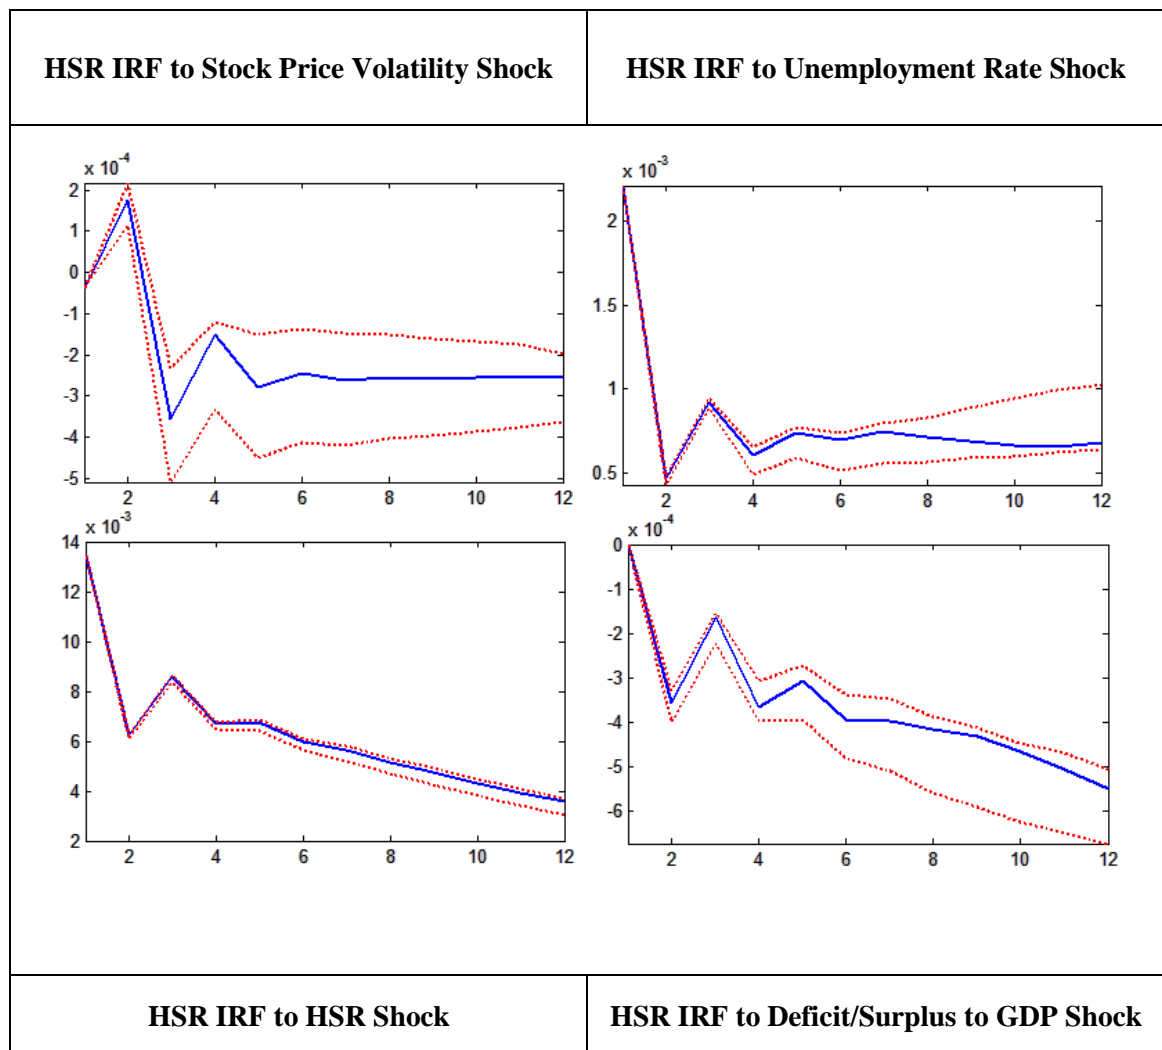 HSR IRF to Stock Price Volatility Shock
HSR IRF to Unemployment Rate Shock
x 10^-4
2
1
0
-1
-2
-3
-4
-5
2 4 6 8 10 12
x 10^-3
2
1.5
1
0.5
2 4 6 8 10 12
x 10^-3
14
12
10
8
6
4
2
2 4 6 8 10 12
x 10^-4
0
-1
-2
-3
-4
-5
-6
2 4 6 8 10 12
HSR IRF to HSR Shock
HSR IRF to Deficit/Surplus to GDP Shock